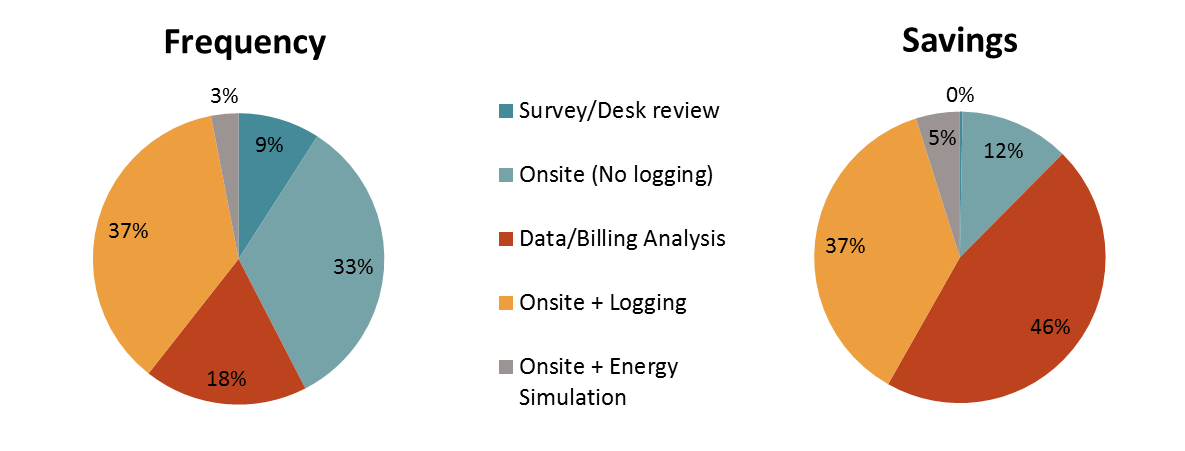 Frequency
3%
9%
37%
33%
18%
Survey/Desk review
Onsite (No logging)
Data/Billing Analysis
Onsite + Logging
Onsite + Energy
Simulation
Savings
0%
5%
12%
37%
46%